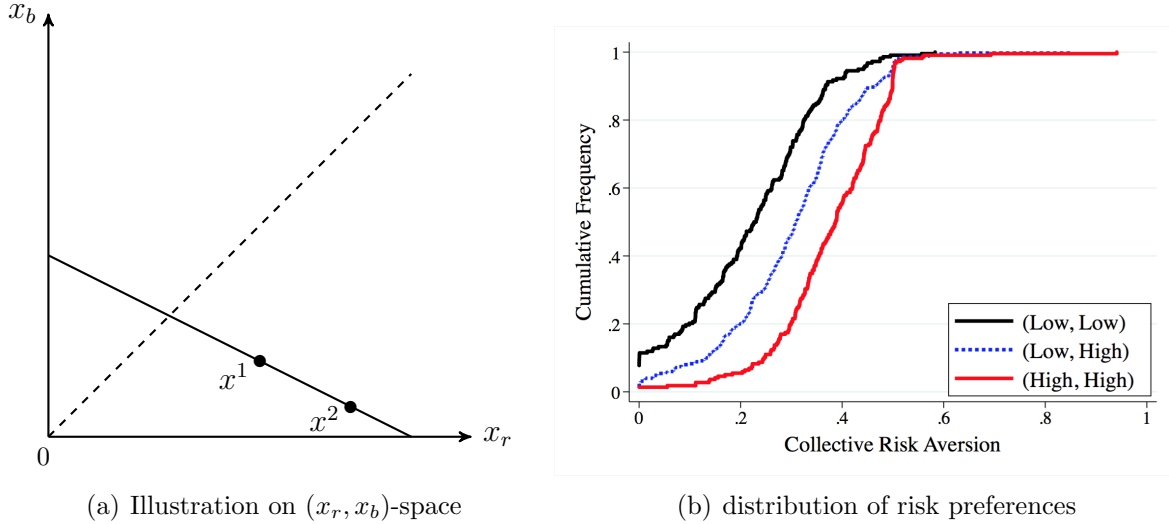 x_b
x^1
x^2
x_r
0
Cumulative Frequency
1
.8
.6
.4
.2
0
(Low, Low)
(Low, High)
(High, High)
0 .2 .4 .6 .8 1
Collective Risk Aversion
(a) Illustration on (x_r, x_b)-space
(b) distribution of risk preferences